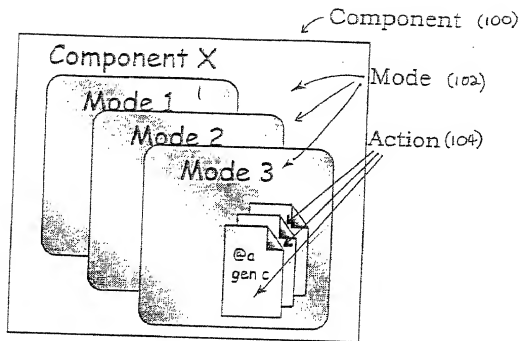 Component (100)
Component X
Mode (102)
Mode 1
Mode 2
Action (104)
Mode 3
@a
gen c